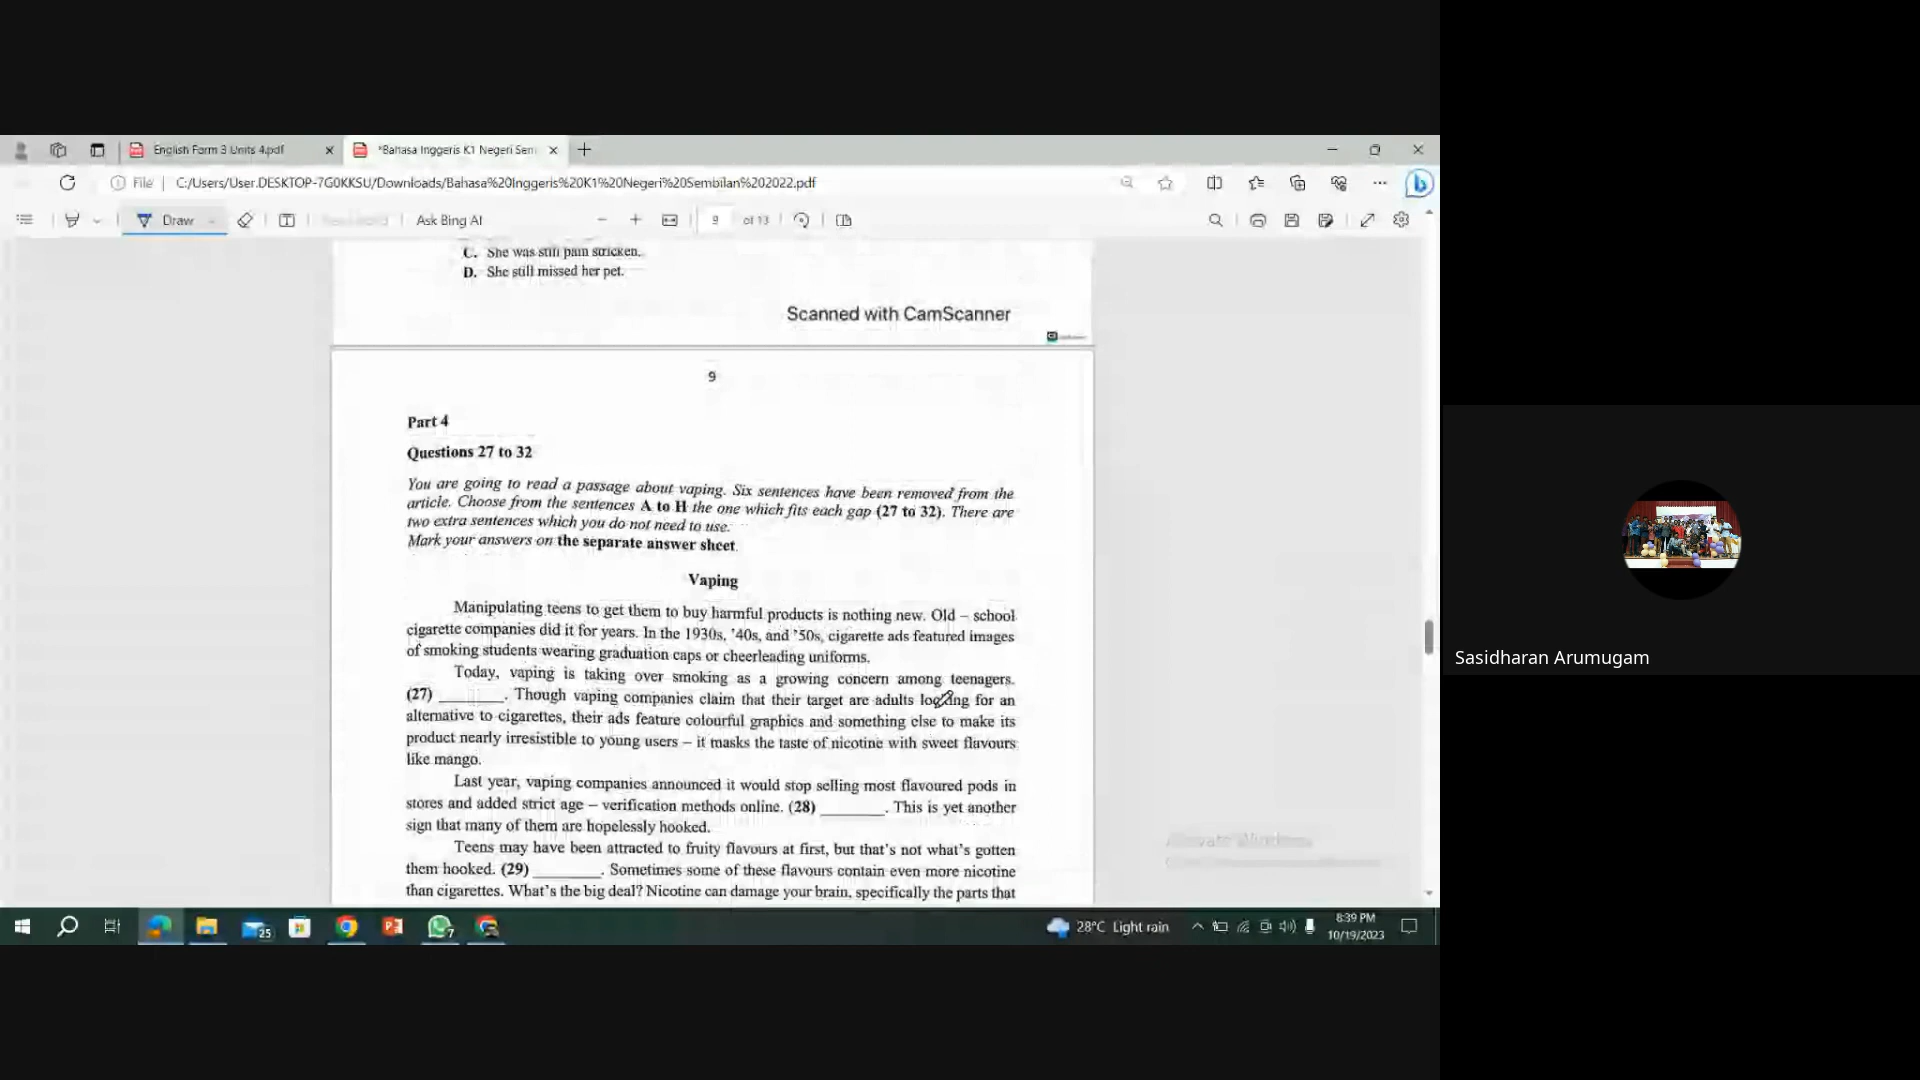 English Form 3 Units 4.pdf
*Bahasa Inggeris K1 Negeri Sem
File
C:/Users/User.DESKTOP-7G0KKSU/Downloads/Bahasa%20Inggeris%20K1%20Negeri%20Sembilan%202022.pdf
Draw
Ask Bing AI
9 of 13
C. She was still pain stricken.
D. She still missed her pet.
Scanned with CamScanner
9
Part 4
Questions 27 to 32
You are going to read a passage about vaping. Six sentences have been removed from the
article. Choose from the sentences A to H the one which fits each gap (27 to 32). There are
two extra sentences which you do not need to use.
Mark your answers on the separate answer sheet.
Vaping
Manipulating teens to get them to buy harmful products is nothing new. Old – school
cigarette companies did it for years. In the 1930s, ’40s, and ’50s, cigarette ads featured images
of smoking students wearing graduation caps or cheerleading uniforms.
Today, vaping is taking over smoking as a growing concern among teenagers.
(27) ________. Though vaping companies claim that their target are adults looking for an
alternative to cigarettes, their ads feature colourful graphics and something else to make its
product nearly irresistible to young users – it masks the taste of nicotine with sweet flavours
like mango.
Last year, vaping companies announced it would stop selling most flavoured pods in
stores and added strict age – verification methods online. (28) ________. This is yet another
sign that many of them are hopelessly hooked.
Teens may have been attracted to fruity flavours at first, but that’s not what’s gotten
them hooked. (29) ________. Sometimes some of these flavours contain even more nicotine
than cigarettes. What’s the big deal? Nicotine can damage your brain, specifically the parts that
Sasidharan Arumugam
Activate Windows
25
7
28°C Light rain
8:39 PM
10/19/2023